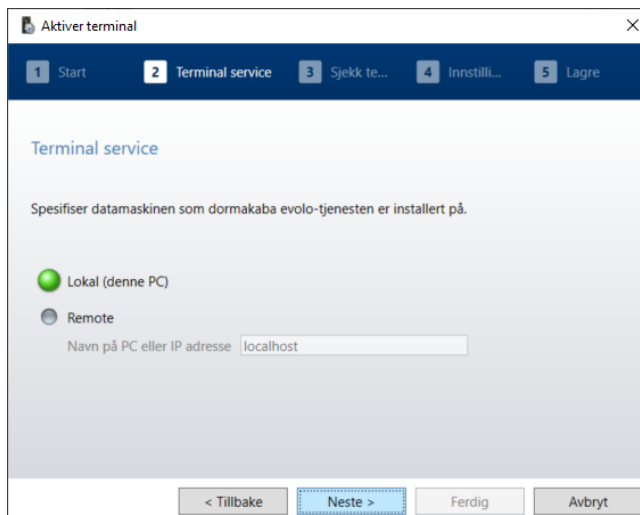 Aktiver terminal
1 Start 2 Terminal service 3 Sjekk te... 4 Innstilli... 5 Lagre
Terminal service
Spesifiser datamaskinen som dormakaba evolo-tjenesten er installert på.
Lokal (denne PC)
Remote
Navn på PC eller IP adresse localhost
< Tillbake Neste > Ferdig Avbryt